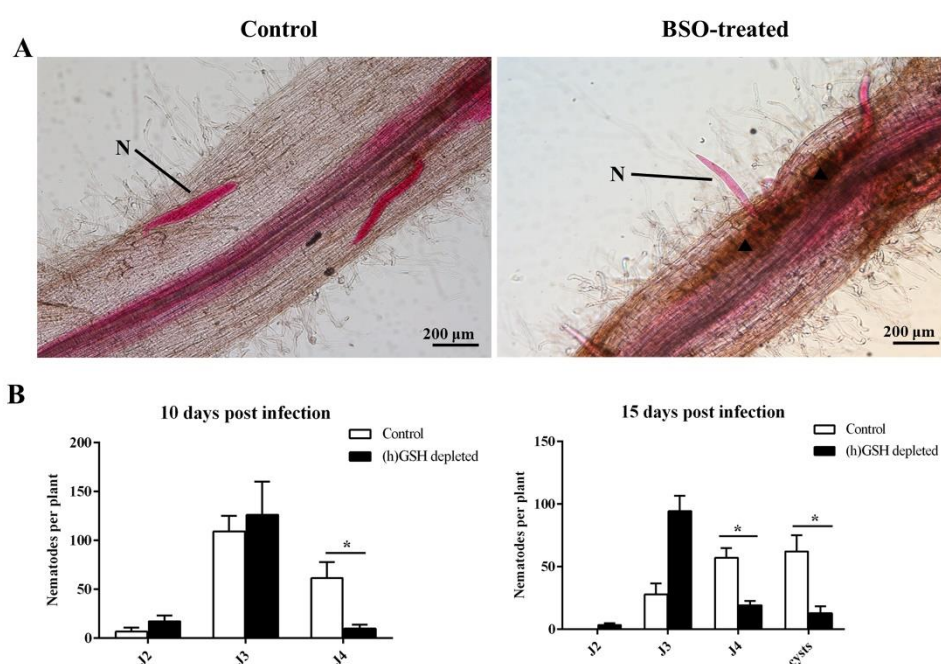 Control
BSO-treated
A
N
200 µm
N
200 µm
B
10 days post infection
Control
(h)GSH depleted
Nematodes per plant
200
150
100
50
0
*
J2
J3
J4
15 days post infection
Control
(h)GSH depleted
Nematodes per plant
150
100
50
0
*
*
J2
J3
J4